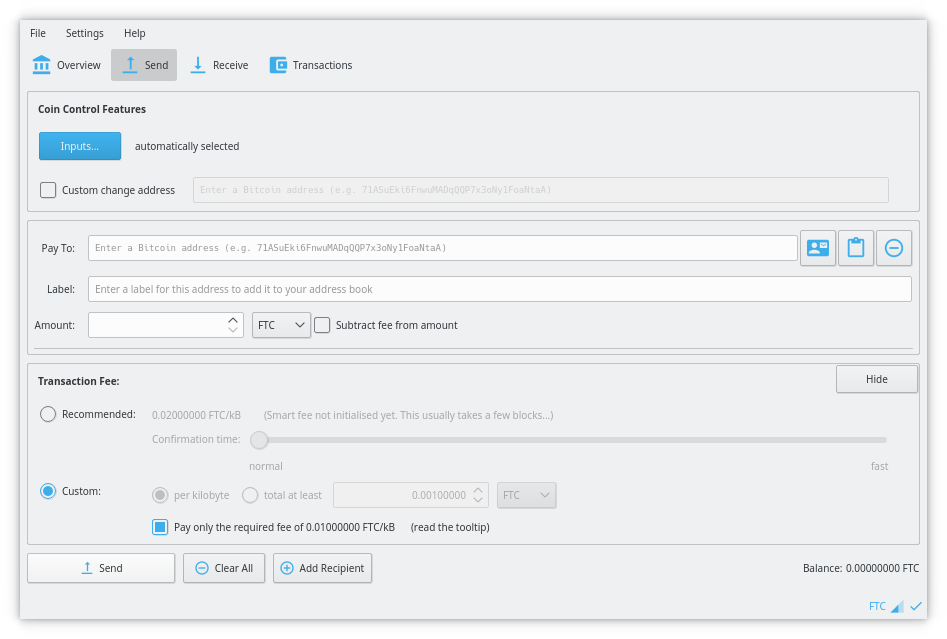 File Settings Help
Overview Send Receive Transactions
Coin Control Features
Inputs... automatically selected
Custom change address Enter a Bitcoin address (e.g. 71ASuEki6FnwuMADqQQP7x3oNy1FoaNtaA)
Pay To: Enter a Bitcoin address (e.g. 71ASuEki6FnwuMADqQQP7x3oNy1FoaNtaA)
Label: Enter a label for this address to add it to your address book
Amount: FTC Subtract fee from amount
Transaction Fee: Hide
Recommended: 0.02000000 FTC/kB (Smart fee not initialised yet. This usually takes a few blocks...)
Confirmation time:
normal fast
Custom: per kilobyte total at least 0.00100000 FTC
Pay only the required fee of 0.01000000 FTC/kB (read the tooltip)
Send Clear All Add Recipient Balance: 0.00000000 FTC
FTC